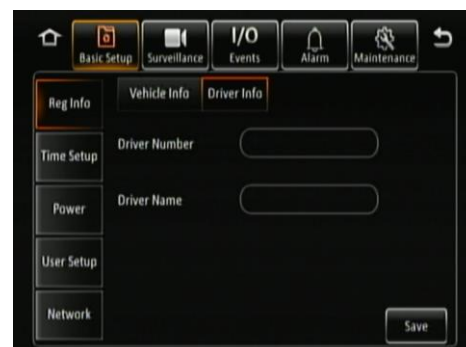 I/O
Basic Setup Surveillance Events Alarm Maintenance
Reg Info Vehicle Info Driver Info
Time Setup Driver Number
Power Driver Name
User Setup
Network Save